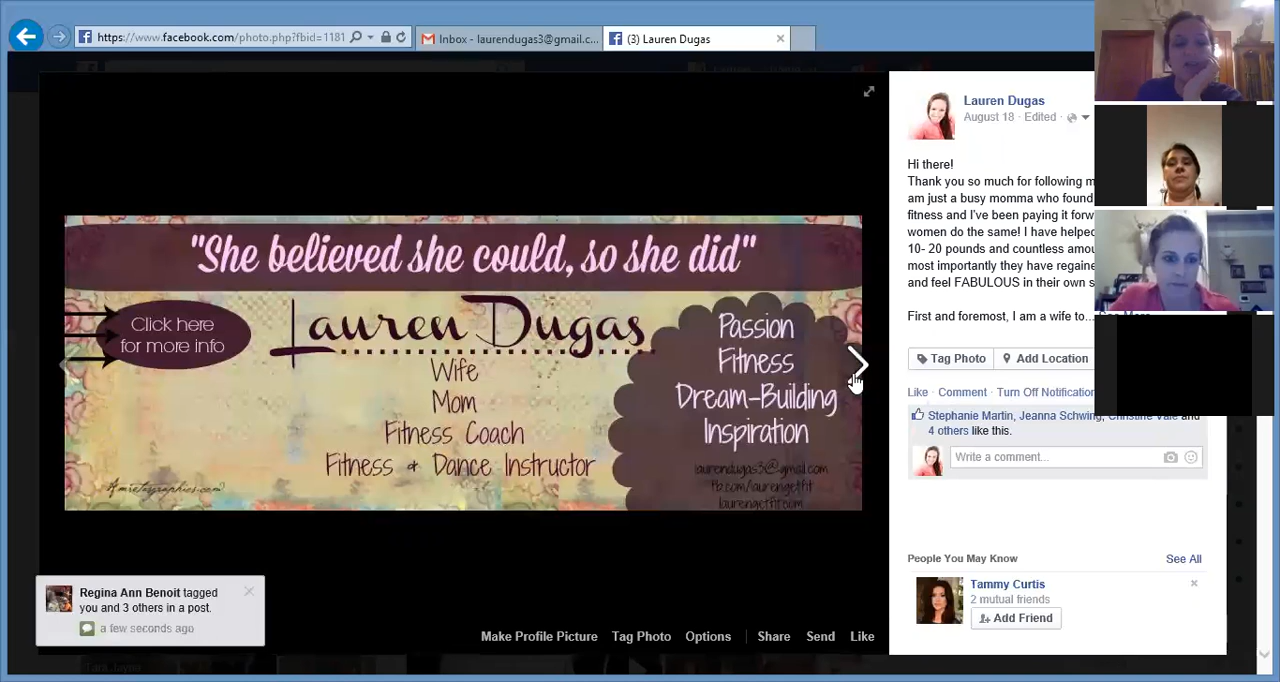 https://www.facebook.com/photo.php?fbid=1181
Inbox - laurendugas3@gmail.c...
(3) Lauren Dugas
"She believed she could, so she did"
Click here
for more info
Lauren Dugas
Wife
Mom
Fitness Coach
Fitness & Dance Instructor
Passion
Fitness
Dream-Building
Inspiration
laurendugas3@gmail.com
fb.com/laurengetfit
laurengetfit.com
Regina Ann Benoit tagged
you and 3 others in a post.
a few seconds ago
Make Profile Picture
Tag Photo
Options
Share
Send
Like
Lauren Dugas
August 18 · Edited ·
Hi there!
Thank you so much for following m
am just a busy momma who found
fitness and I've been paying it forw
women do the same! I have helped
10- 20 pounds and countless amou
most importantly they have regaine
and feel FABULOUS in their own s
First and foremost, I am a wife to...
Tag Photo
Add Location
Like · Comment · Turn Off Notification
Stephanie Martin, Jeanna Schwing, Christine Vale and
4 others like this.
Write a comment...
People You May Know
See All
Tammy Curtis
2 mutual friends
Add Friend